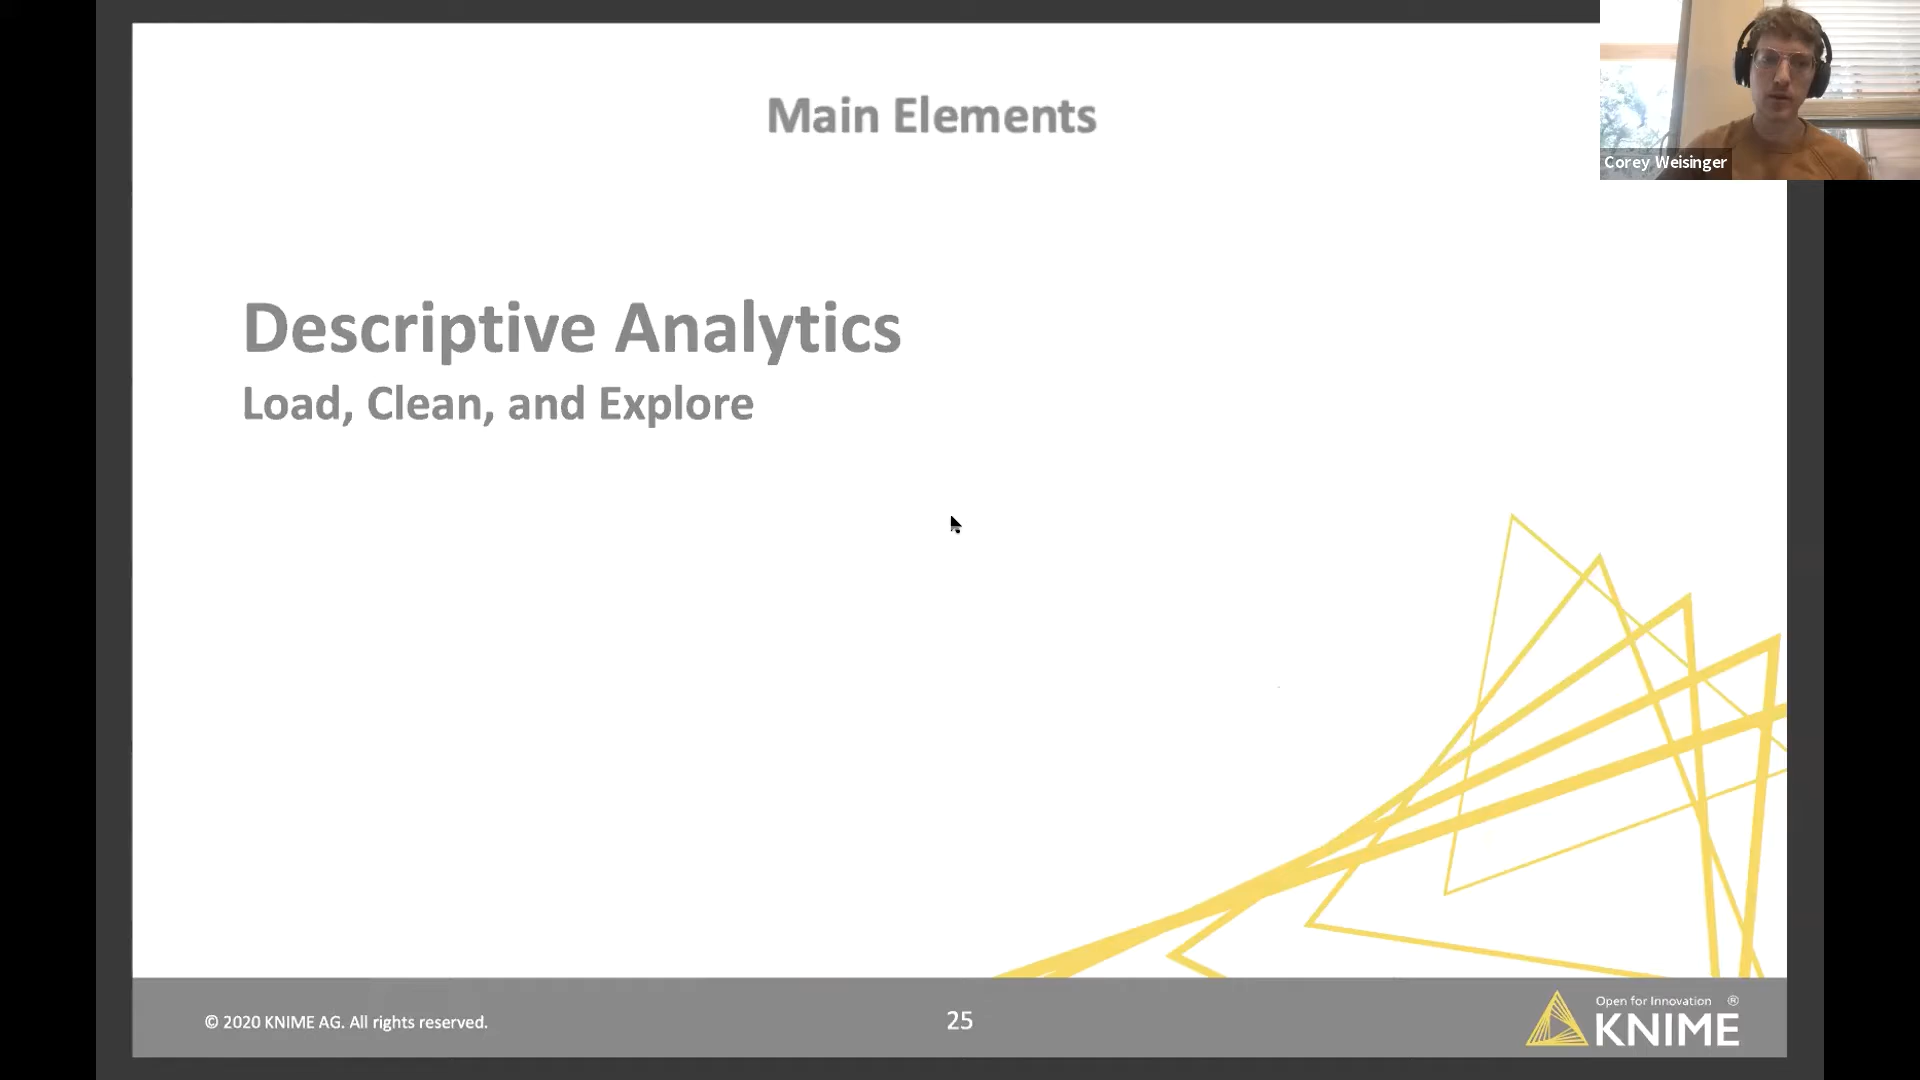 Main Elements
Corey Weisinger
Descriptive Analytics
Load, Clean, and Explore
© 2020 KNIME AG. All rights reserved.
25
Open for Innovation ®
KNIME